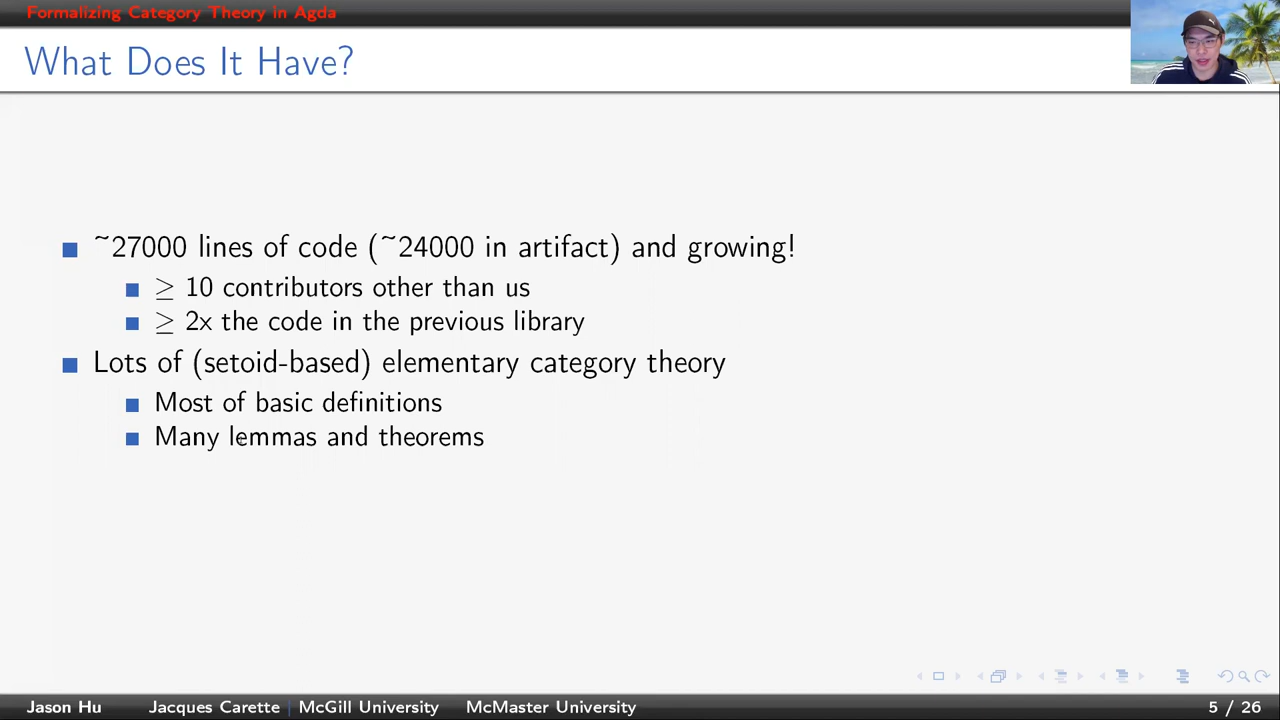 Formalizing Category Theory in Agda
What Does It Have?
~27000 lines of code (~24000 in artifact) and growing!
≥ 10 contributors other than us
≥ 2x the code in the previous library
Lots of (setoid-based) elementary category theory
Most of basic definitions
Many lemmas and theorems
Jason Hu Jacques Carette | McGill University McMaster University 5 / 26